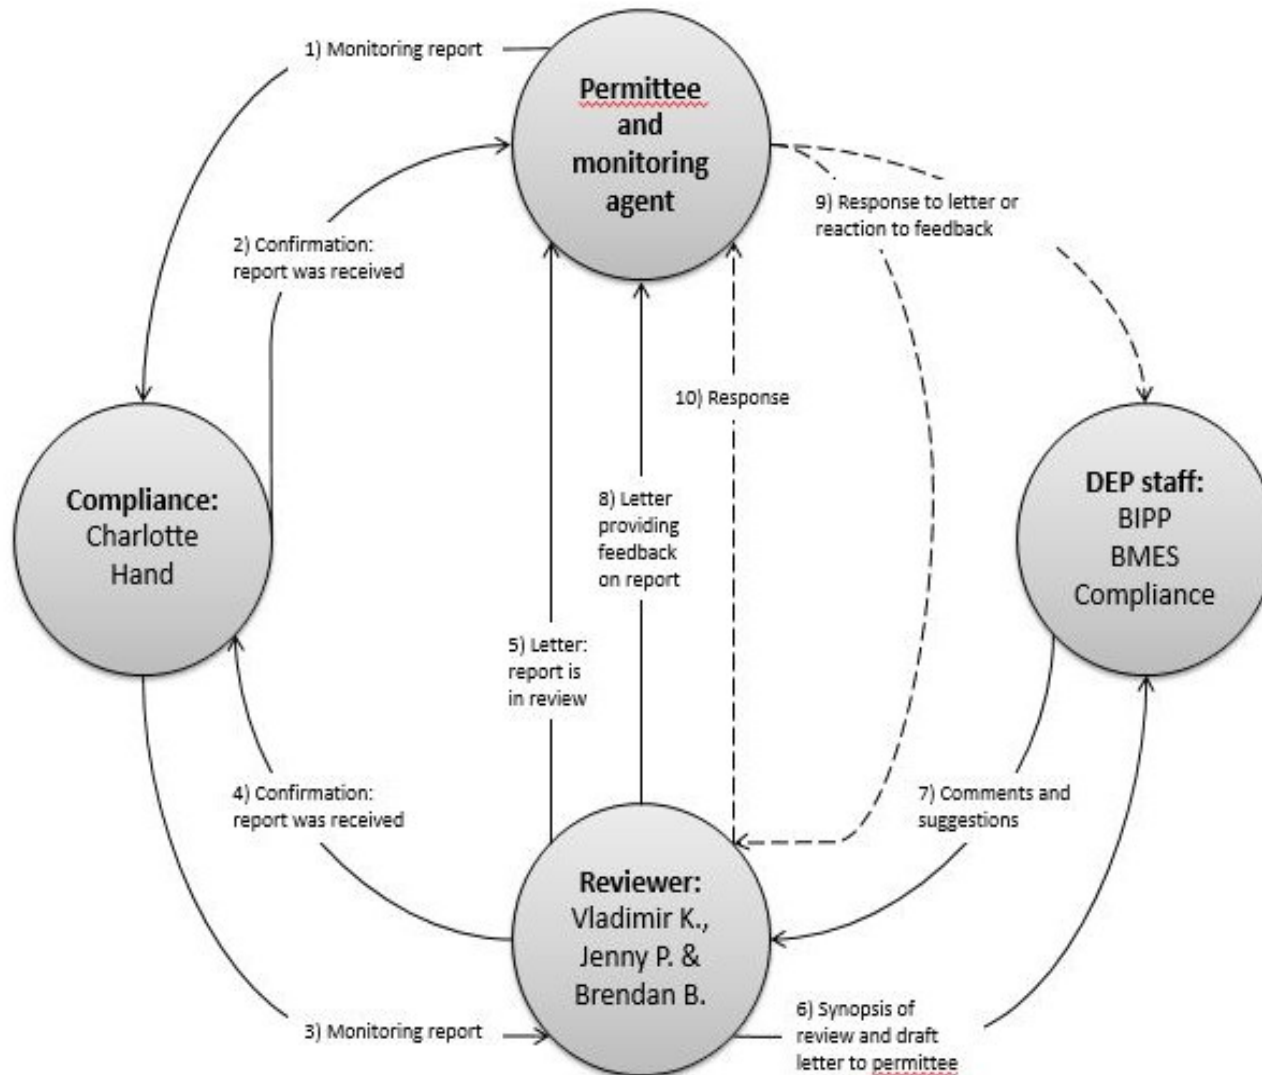 1) Monitoring report
Permittee
and
monitoring
agent
2) Confirmation:
report was received
9) Response to letter or
reaction to feedback
10) Response
Compliance:
Charlotte
Hand
8) Letter
providing
feedback
on report
DEP staff:
BIPP
BMES
Compliance
5) Letter:
report is
in review
4) Confirmation:
report was received
7) Comments and
suggestions
Reviewer:
Vladimir K.,
Jenny P. &
Brendan B.
3) Monitoring report
6) Synopsis of
review and draft
letter to permittee